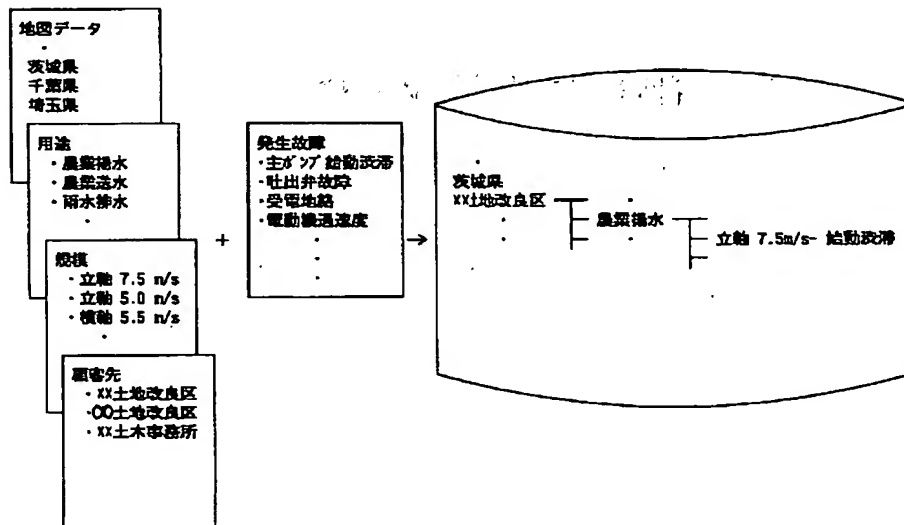 地図データ
・
茨城県
千葉県
埼玉県
用途
・農業揚水
・農業送水
・雨水排水
・
規模
・立軸 7.5 n/s
・立軸 5.0 n/s
・横軸 5.5 n/s
・
顧客先
・xx土地改良区
・○○土地改良区
・xx土木事務所
+
発生故障
・主ポンプ 始動渋滞
・吐出弁故障
・受電地絡
・電動機過速度
・
・
・
→
・
茨城県
xx土地改良区
・
・
農業揚水
・
立軸 7.5m/s- 始動渋滞
・